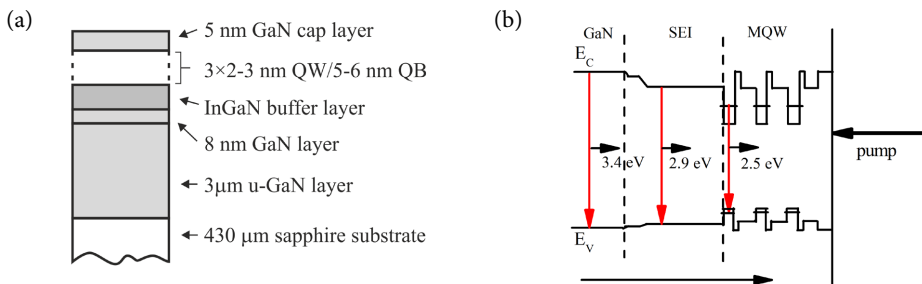 (a)
5 nm GaN cap layer
3×2-3 nm QW/5-6 nm QB
InGaN buffer layer
8 nm GaN layer
3μm u-GaN layer
430 μm sapphire substrate
(b)
GaN SEI MQW
E_C
3.4 eV 2.9 eV 2.5 eV
pump
E_V